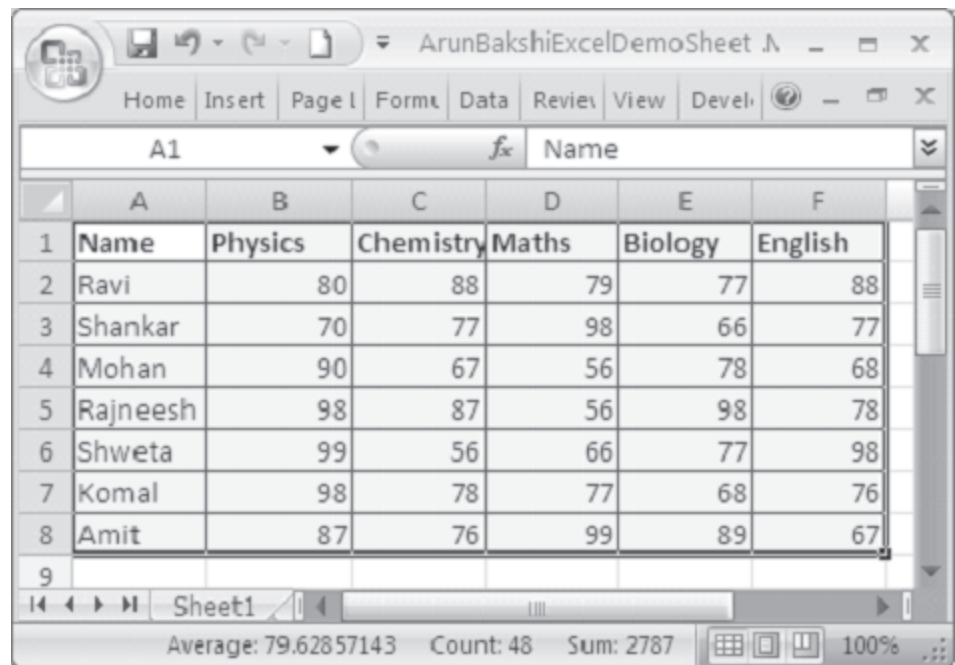 ArunBakshiExcelDemoSheet
Home Insert Page l Formu Data Review View Devel
A1 fx Name
A B C D E F
1 Name Physics Chemistry Maths Biology English
2 Ravi 80 88 79 77 88
3 Shankar 70 77 98 66 77
4 Mohan 90 67 56 78 68
5 Rajneesh 98 87 56 98 78
6 Shweta 99 56 66 77 98
7 Komal 98 78 77 68 76
8 Amit 87 76 99 89 67
9
Sheet1
Average: 79.62857143 Count: 48 Sum: 2787 100%